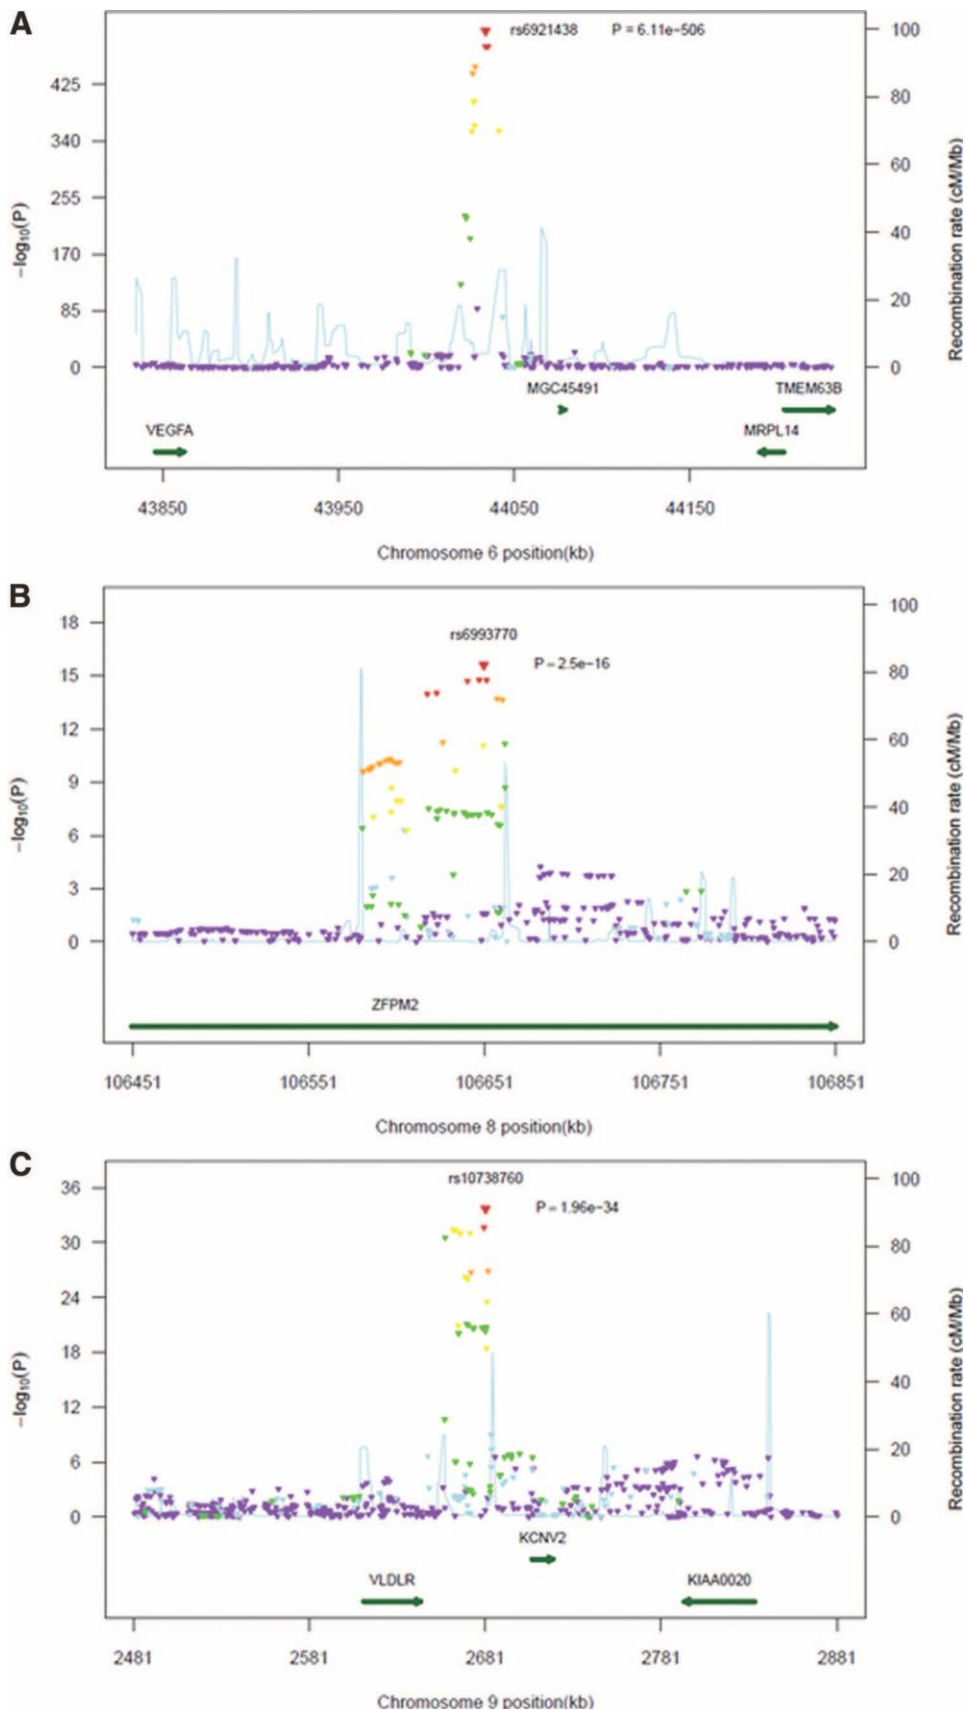 A
rs6921438 P = 6.11e−506
425
340
255
170
85
0
−log10(P)
100
80
60
40
20
0
Recombination rate (cM/Mb)
MGC45491
TMEM63B
VEGFA
MRPL14
43850 43950 44050 44150
Chromosome 6 position(kb)
B
rs6993770
P = 2.5e−16
18
15
12
9
6
3
0
−log10(P)
100
80
60
40
20
0
Recombination rate (cM/Mb)
ZFPM2
106451 106551 106651 106751 106851
Chromosome 8 position(kb)
C
rs10738760
P = 1.96e−34
36
30
24
18
12
6
0
−log10(P)
100
80
60
40
20
0
Recombination rate (cM/Mb)
KCNV2
VLDLR
KIAA0020
2481 2581 2681 2781 2881
Chromosome 9 position(kb)